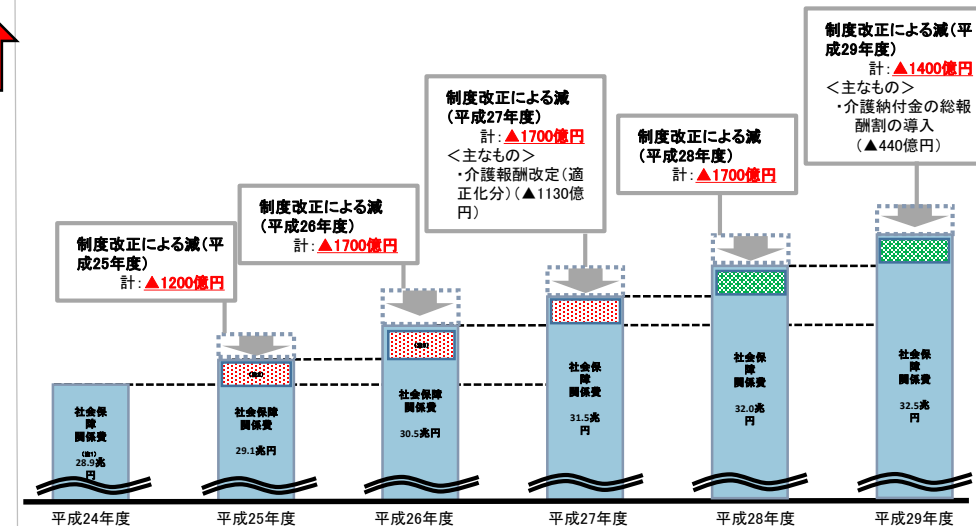 制度改正による減(平
成29年度)
計:▲1400億円
<主なもの>
・介護納付金の総報
酬割の導入
(▲440億円)
制度改正による減
(平成27年度)
計:▲1700億円
<主なもの>
・介護報酬改定(適
正化分)(▲1130億
円)
制度改正による減
(平成28年度)
計:▲1700億円
制度改正による減
(平成26年度)
計:▲1700億円
制度改正による減(平
成25年度)
計:▲1200億円
社会保
障
関係費
(注1)
28.9兆
円
社会保障
関係費
29.1兆円
社会保障
関係費
30.5兆円
社会保
障
関係費
31.5兆
円
社会保
障
関係費
32.0兆
円
社会保
障
関係費
32.5兆
円
平成24年度
平成25年度
平成26年度
平成27年度
平成28年度
平成29年度